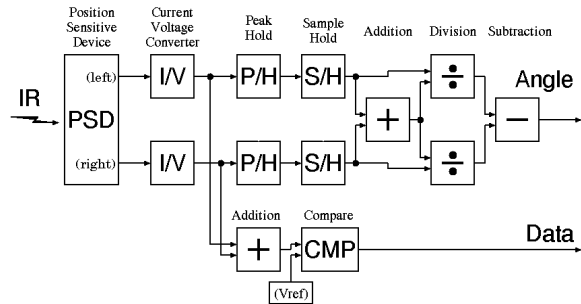 Position
Sensitive
Device
Current
Voltage
Converter
Peak
Hold
Sample
Hold
Addition
Division
Subtraction
IR
PSD
(left)
(right)
I/V
P/H
S/H
÷
Angle
+
−
I/V
P/H
S/H
÷
Addition
Compare
+
CMP
Data
(Vref)